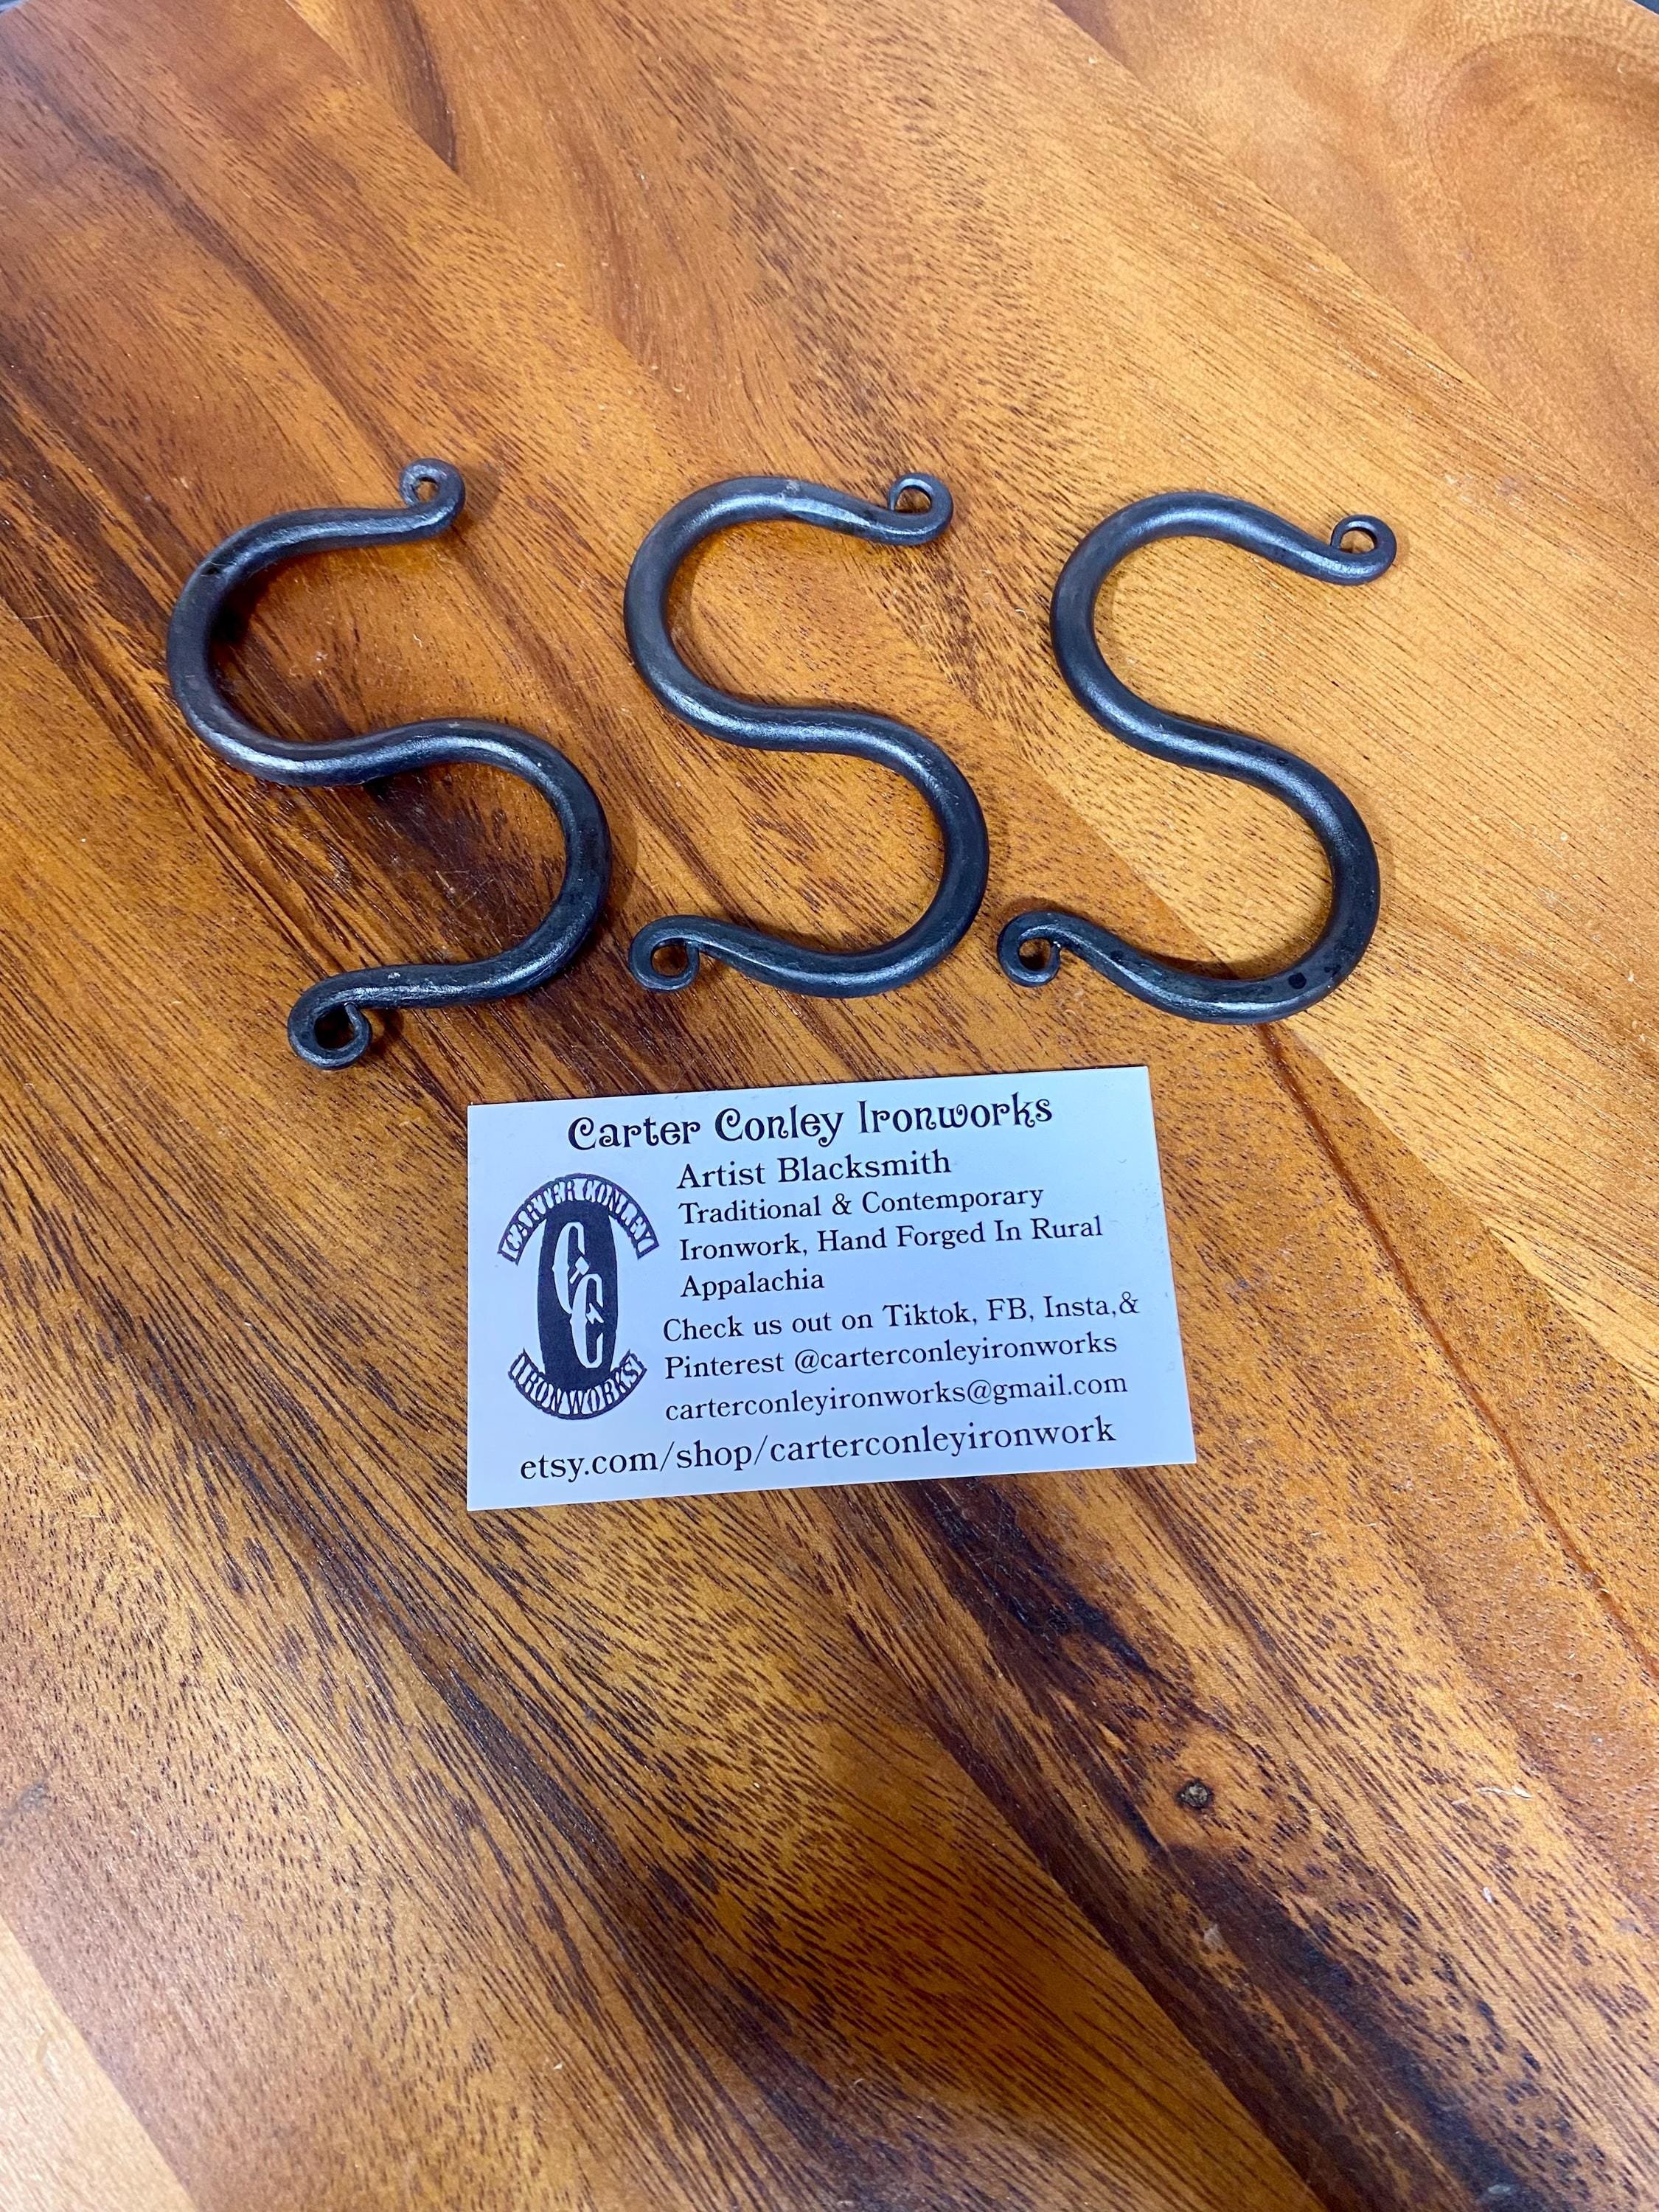 Carter Conley Ironworks
Artist Blacksmith
Traditional & Contemporary
Ironwork, Hand Forged In Rural
Appalachia
Check us out on Tiktok, FB, Insta,&
Pinterest @carterconleyironworks
carterconleyironworks@gmail.com
etsy.com/shop/carterconleyironwork
CARTER CONLEY
CC
IRONWORKS